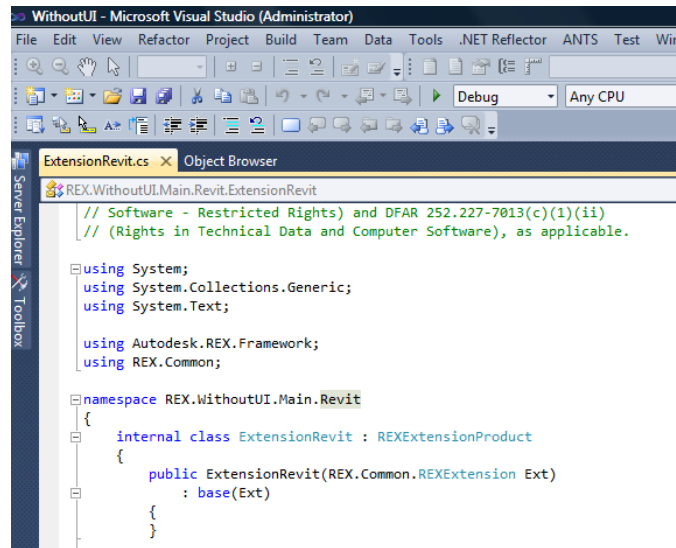 WithoutUI - Microsoft Visual Studio (Administrator)
File Edit View Refactor Project Build Team Data Tools .NET Reflector ANTS Test
Debug Any CPU
ExtensionRevit.cs Object Browser
REX.WithoutUI.Main.Revit.ExtensionRevit
Server Explorer
Toolbox
// Software - Restricted Rights) and DFAR 252.227-7013(c)(1)(ii)
// (Rights in Technical Data and Computer Software), as applicable.
using System;
using System.Collections.Generic;
using System.Text;
using Autodesk.REX.Framework;
using REX.Common;
namespace REX.WithoutUI.Main.Revit
{
internal class ExtensionRevit : REXExtensionProduct
{
public ExtensionRevit(REX.Common.REXExtension Ext)
: base(Ext)
{
}